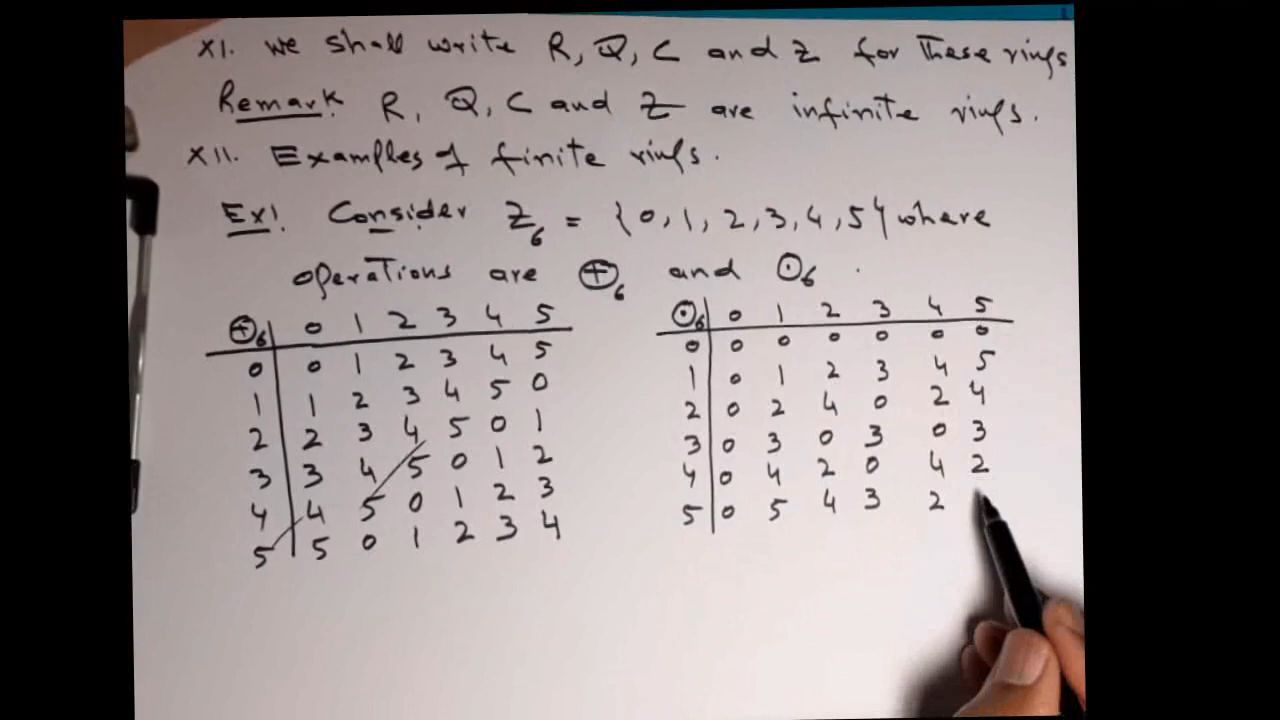 XI. We shall write R, Q, C and Z for these rings
Remark: R, Q, C and Z are infinite rings.
XII. Examples of finite rings.
Ex1. Consider Z₆ = {0, 1, 2, 3, 4, 5} where
operations are ⊕₆ and ⊙₆ .
⊕₆ 0 1 2 3 4 5
0 0 1 2 3 4 5
1 1 2 3 4 5 0
2 2 3 4 5 0 1
3 3 4 5 0 1 2
4 4 5 0 1 2 3
5 5 0 1 2 3 4
⊙₆ 0 1 2 3 4 5
0 0 0 0 0 0 0
1 0 1 2 3 4 5
2 0 2 4 0 2 4
3 0 3 0 3 0 3
4 0 4 2 0 4 2
5 0 5 4 3 2